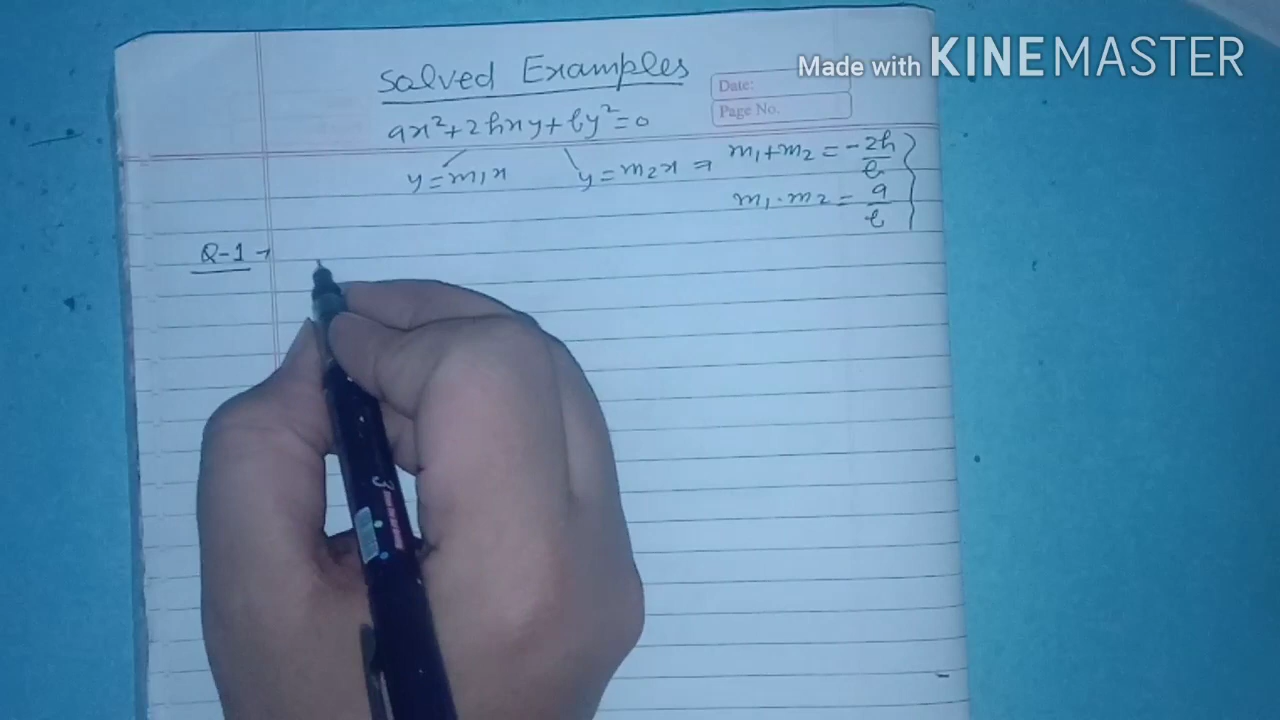 Made with KINEMASTER
Solved Examples
Date:
Page No.
ax²+2hxy+by²=0
y=m₁x y=m₂x ⇒ m₁+m₂ = -2h/b
m₁.m₂ = a/b
Q-1 →